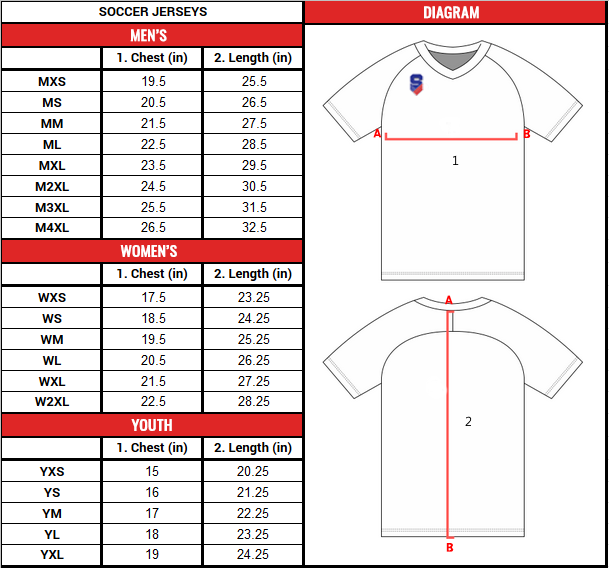 SOCCER JERSEYS
MEN'S
1. Chest (in) 2. Length (in)
MXS 19.5 25.5
MS 20.5 26.5
MM 21.5 27.5
ML 22.5 28.5
MXL 23.5 29.5
M2XL 24.5 30.5
M3XL 25.5 31.5
M4XL 26.5 32.5
WOMEN'S
1. Chest (in) 2. Length (in)
WXS 17.5 23.25
WS 18.5 24.25
WM 19.5 25.25
WL 20.5 26.25
WXL 21.5 27.25
W2XL 22.5 28.25
YOUTH
1. Chest (in) 2. Length (in)
YXS 15 20.25
YS 16 21.25
YM 17 22.25
YL 18 23.25
YXL 19 24.25
DIAGRAM
S
A B
1
A
2
B